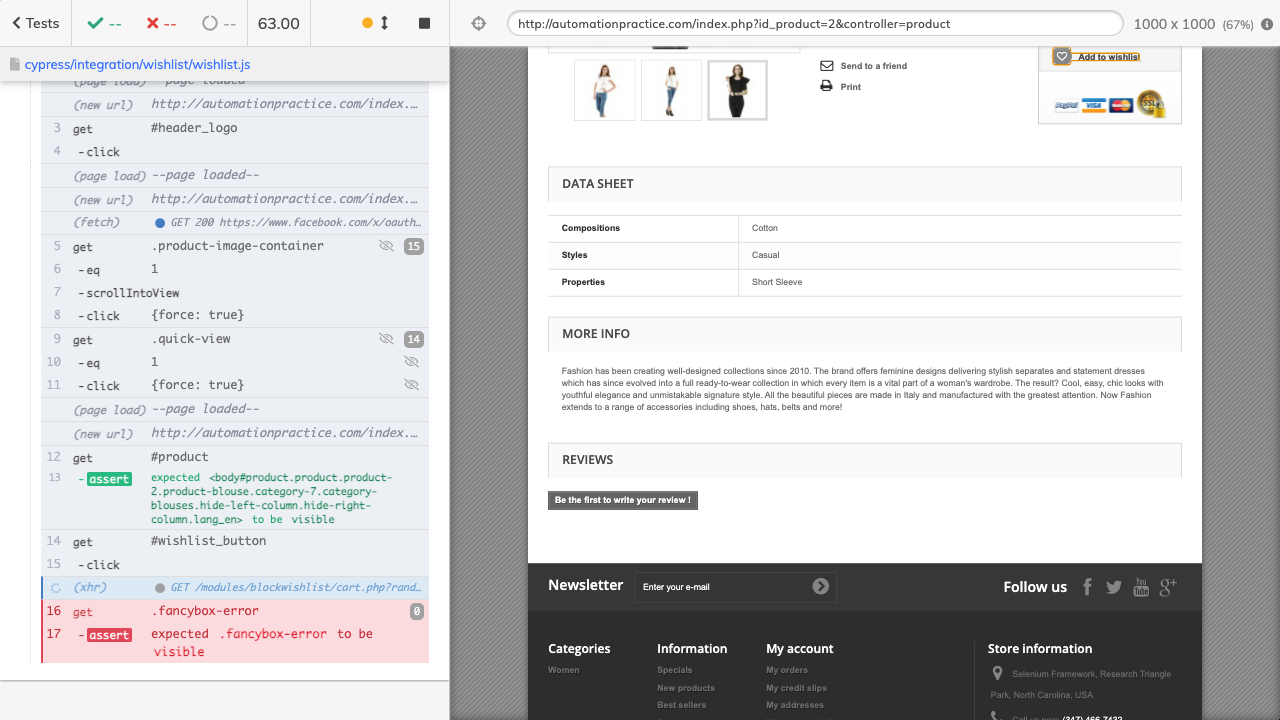 Tests
--
--
--
63.00
http://automationpractice.com/index.php?id_product=2&controller=product
1000 x 1000 (67%)
cypress/integration/wishlist/wishlist.js
(page load) --page loaded--
(new url) http://automationpractice.com/index....
3 get #header_logo
4 -click
(page load) --page loaded--
(new url) http://automationpractice.com/index....
(fetch) GET 200 https://www.facebook.com/x/oauth...
5 get .product-image-container 15
6 -eq 1
7 -scrollIntoView
8 -click {force: true}
9 get .quick-view 14
10 -eq 1
11 -click {force: true}
(page load) --page loaded--
(new url) http://automationpractice.com/index....
12 get #product
13 -assert expected <body#product.product.product-
2.product-blouse.category-7.category-
blouses.hide-left-column.hide-right-
column.lang_en> to be visible
14 get #wishlist_button
15 -click
(xhr) GET /modules/blockwishlist/cart.php?rand...
16 get .fancybox-error 0
17 -assert expected .fancybox-error to be
visible
Send to a friend
Print
Add to wishlist
PayPal VISA MasterCard
DATA SHEET
Compositions Cotton
Styles Casual
Properties Short Sleeve
MORE INFO
Fashion has been creating well-designed collections since 2010. The brand offers feminine designs delivering stylish separates and statement dresses
which has since evolved into a full ready-to-wear collection in which every item is a vital part of a woman's wardrobe. The result? Cool, easy, chic looks with
youthful elegance and unmistakable signature style. All the beautiful pieces are made in Italy and manufactured with the greatest attention. Now Fashion
extends to a range of accessories including shoes, hats, belts and more!
REVIEWS
Be the first to write your review !
Newsletter
Enter your e-mail
Follow us
You Tube
g+
Categories
Women
Information
Specials
New products
Best sellers
My account
My orders
My credit slips
My addresses
Store information
Selenium Framework, Research Triangle
Park, North Carolina, USA
Call us now: (347) 466-7432